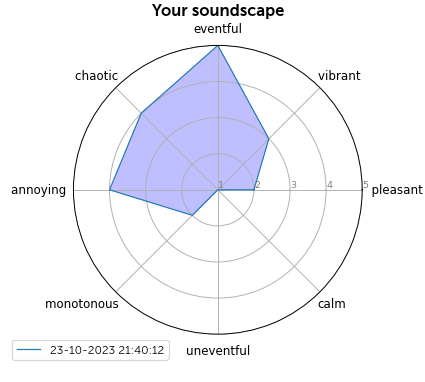 Your soundscape
eventful
chaotic
vibrant
annoying
1
2
3
4
5
pleasant
monotonous
calm
uneventful
23-10-2023 21:40:12